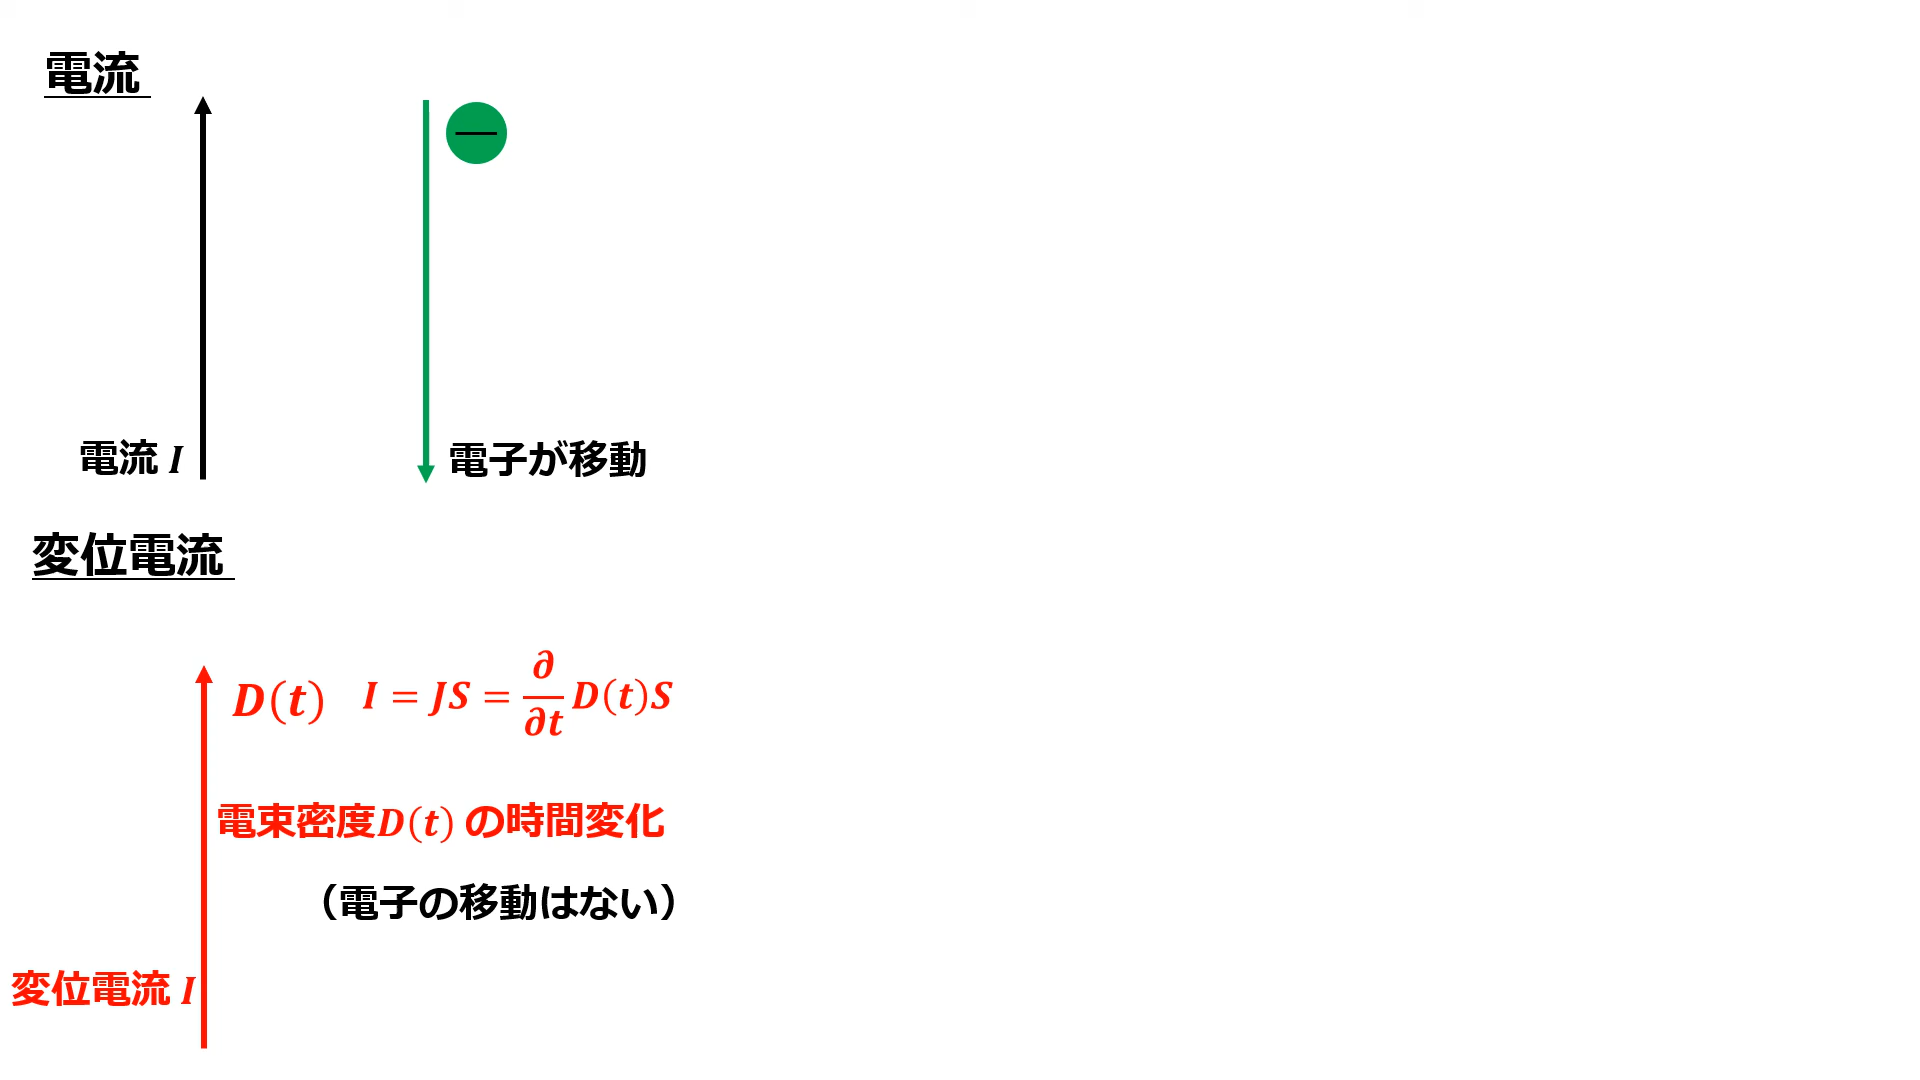 電流
—
電流 I
電子が移動
変位電流
D(t)
I = JS = ∂/∂t D(t)S
電束密度D(t) の時間変化
（電子の移動はない）
変位電流 I